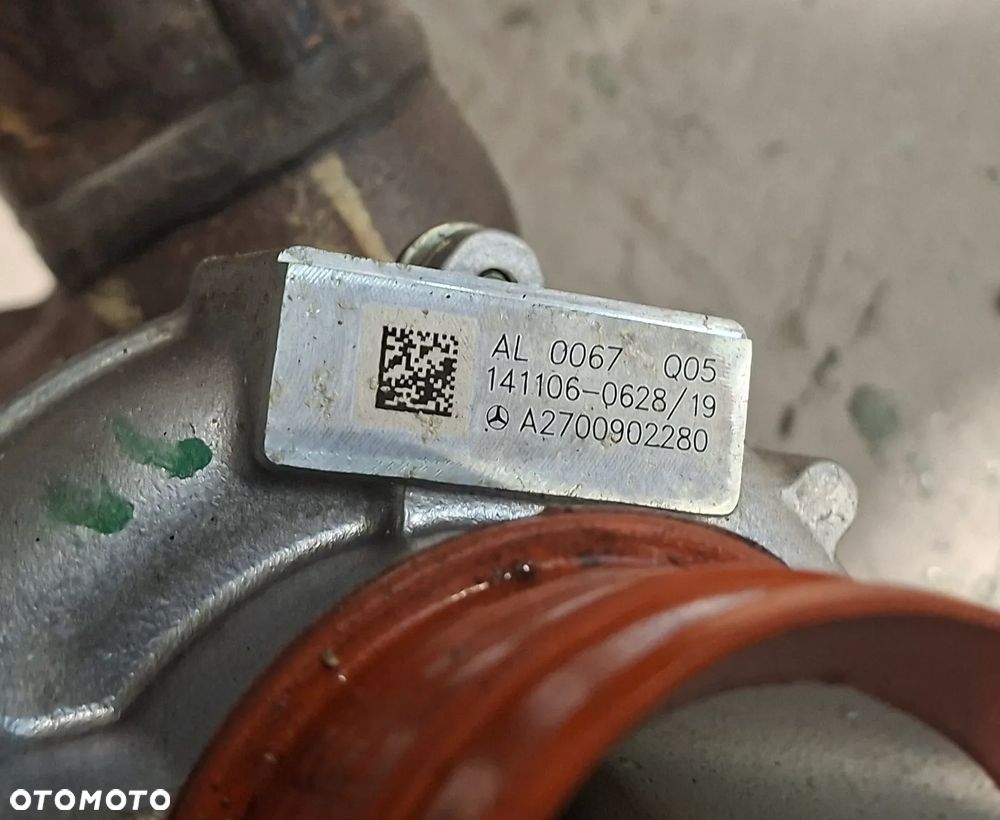 AL 0067 Q05
141106-0628/19
A2700902280
OTOMOTO